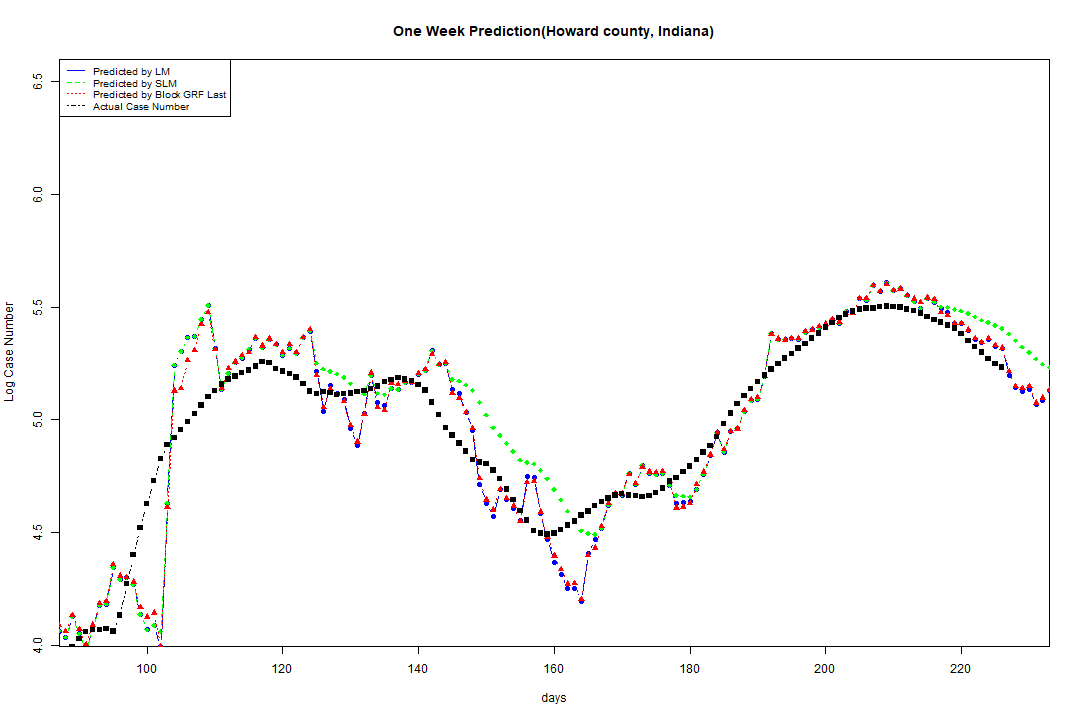 One Week Prediction(Howard county, Indiana)
Predicted by LM
Predicted by SLM
Predicted by Block GRF Last
Actual Case Number
Log Case Number
6.5
6.0
5.5
5.0
4.5
4.0
100 120 140 160 180 200 220
days